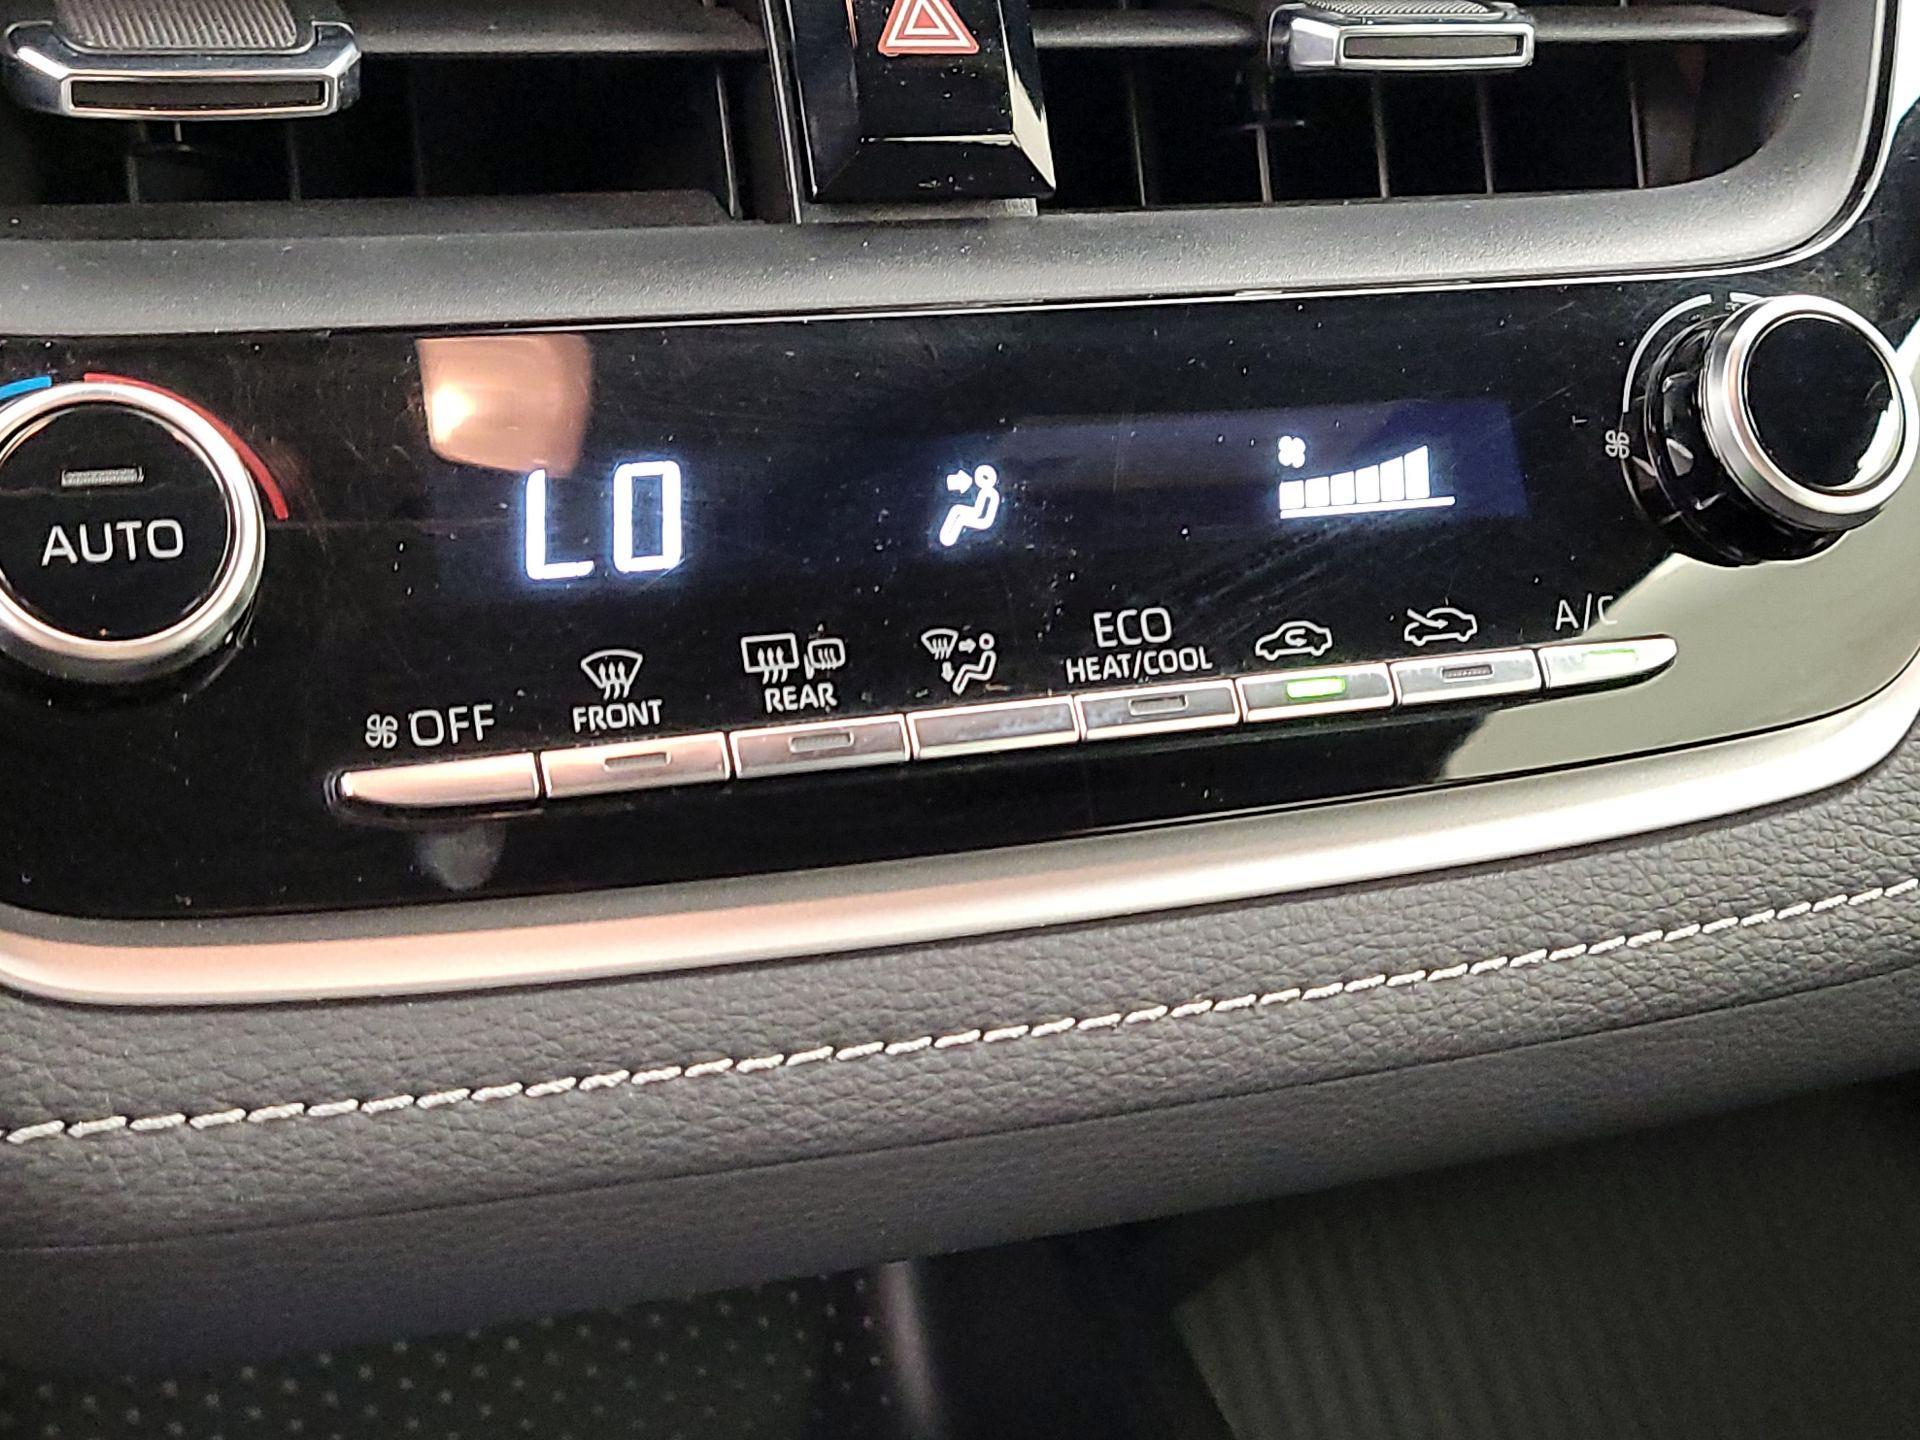 AUTO
LO
OFF
FRONT
REAR
ECO
HEAT/COOL
A/C